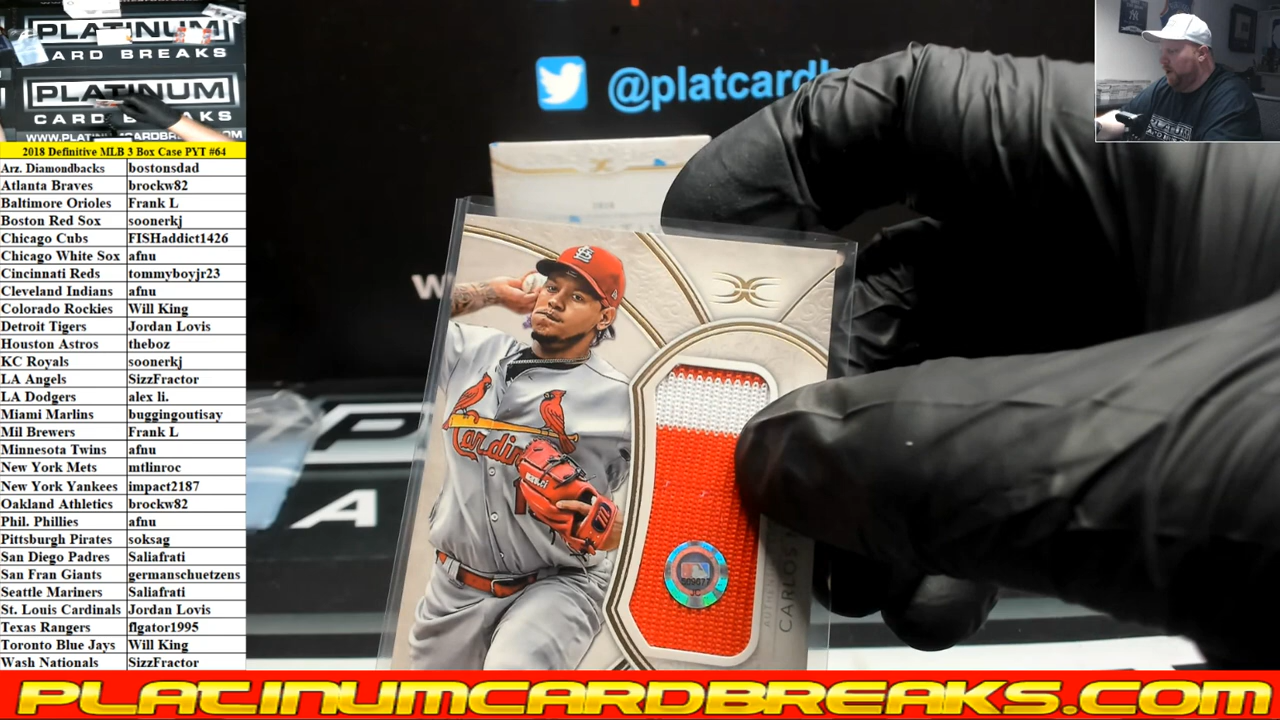 PLATINUM
CARD BREAKS
PLATINUM
CARD BREAKS
@platcardb
2018 Definitive MLB 3 Box Case PYT #64
Arz. Diamondbacks bostonsdad
Atlanta Braves brockw82
Baltimore Orioles Frank L
Boston Red Sox soonerkj
Chicago Cubs FISHaddict1426
Chicago White Sox afnu
Cincinnati Reds tommyboyjr23
Cleveland Indians afnu
Colorado Rockies Will King
Detroit Tigers Jordan Lovis
Houston Astros theboz
KC Royals soonerkj
LA Angels SizzFractor
LA Dodgers alex li.
Miami Marlins buggingoutisay
Mil Brewers Frank L
Minnesota Twins afnu
New York Mets mtlinroc
New York Yankees impact2187
Oakland Athletics brockw82
Phil. Phillies afnu
Pittsburgh Pirates soksag
San Diego Padres Saliafrati
San Fran Giants germanschuetzens
Seattle Mariners Saliafrati
St. Louis Cardinals Jordan Lovis
Texas Rangers flgator1995
Toronto Blue Jays Will King
Wash Nationals SizzFractor
Cardin
CARLOS
PLATINUMCARDBREAKS.COM